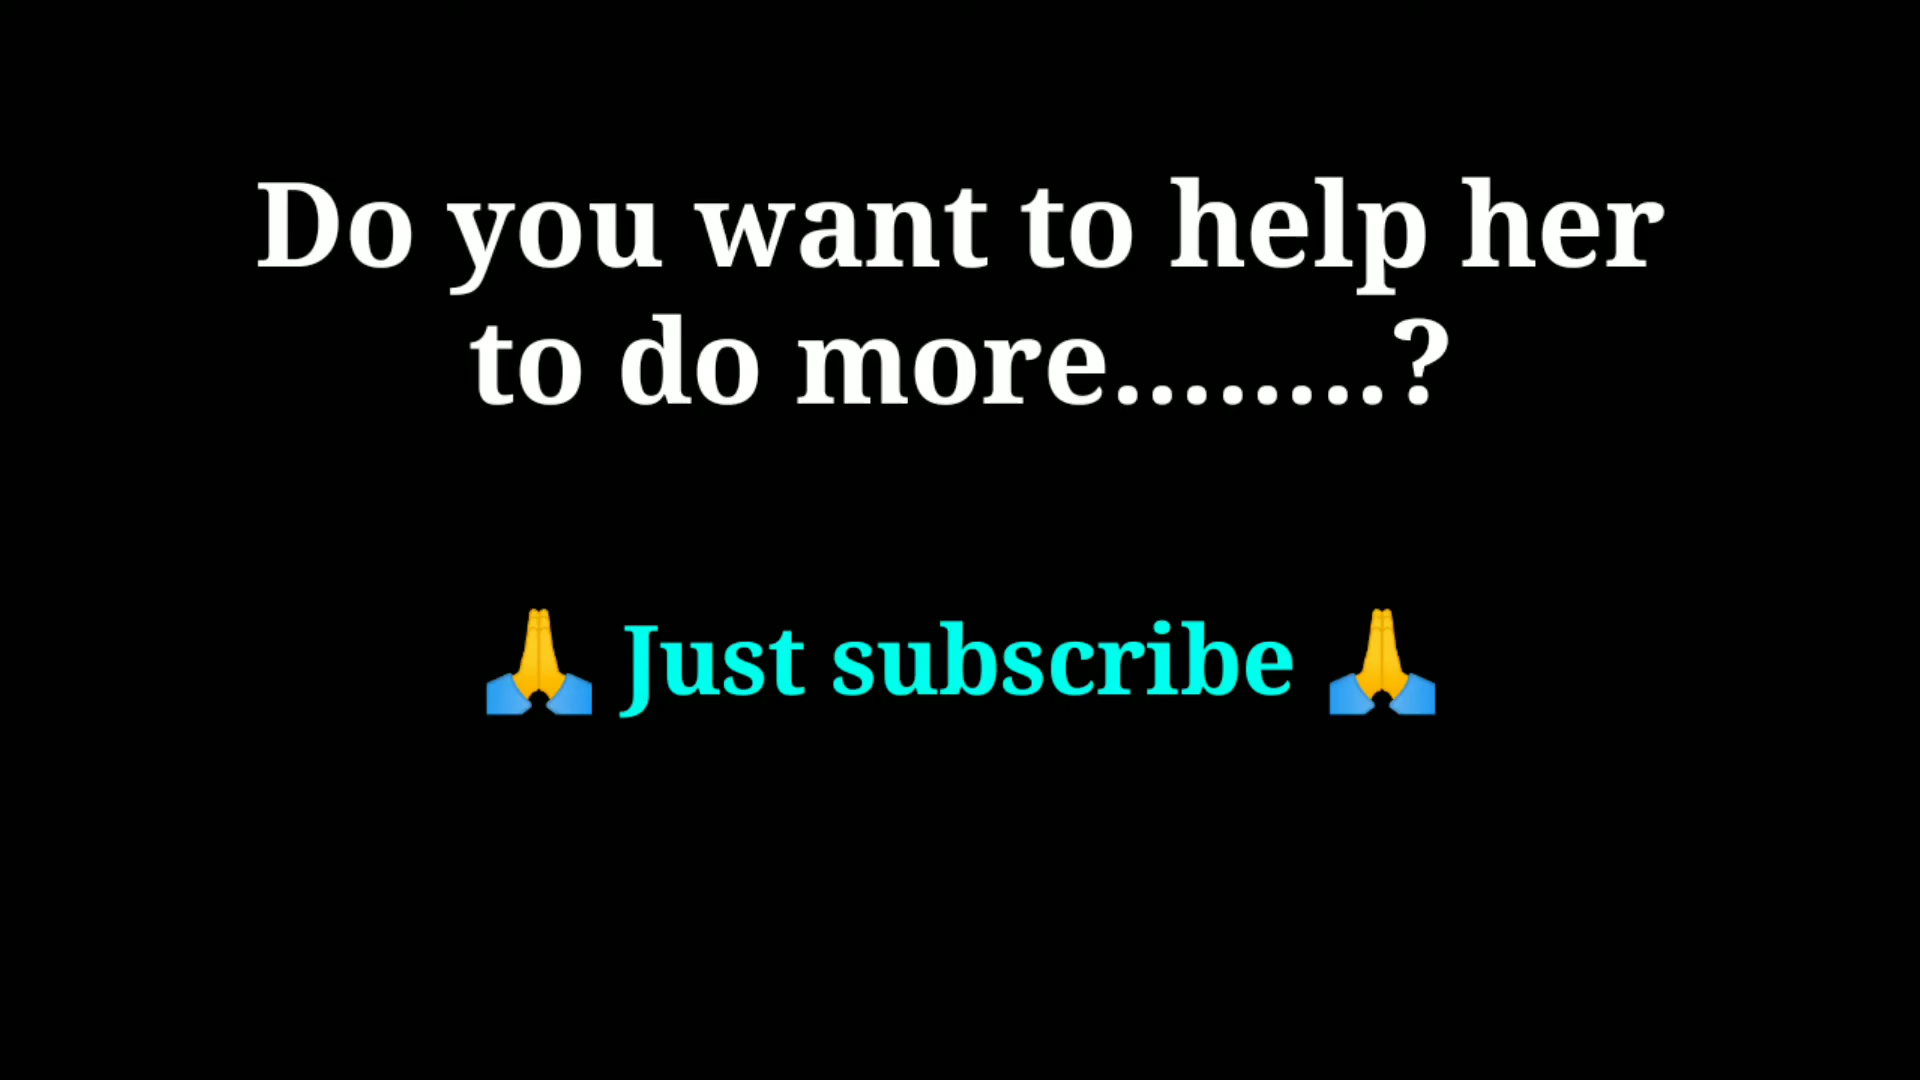 Do you want to help her
to do more........?
🙏 Just subscribe 🙏